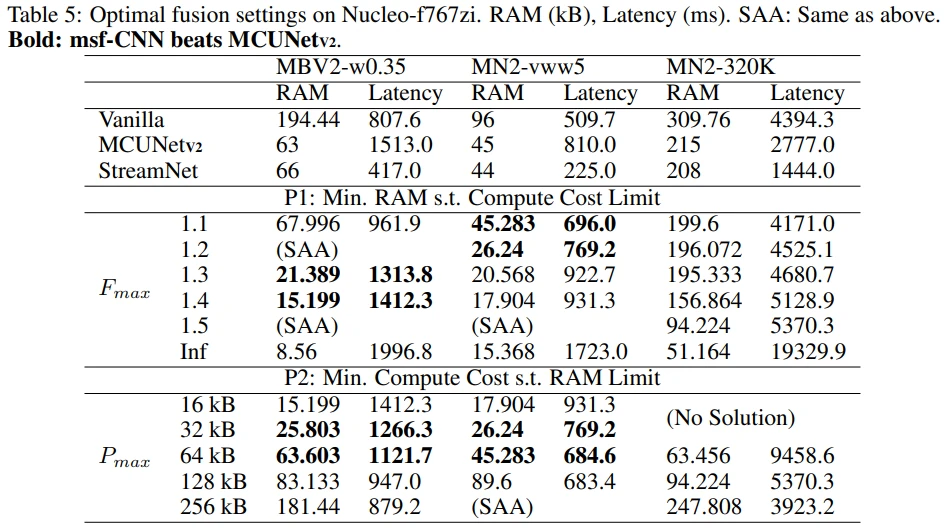 Table 5: Optimal fusion settings on Nucleo-f767zi. RAM (kB), Latency (ms). SAA: Same as above.
Bold: msf-CNN beats MCUNetv2.
MBV2-w0.35 MN2-vww5 MN2-320K
RAM Latency RAM Latency RAM Latency
Vanilla 194.44 807.6 96 509.7 309.76 4394.3
MCUNetv2 63 1513.0 45 810.0 215 2777.0
StreamNet 66 417.0 44 225.0 208 1444.0
P1: Min. RAM s.t. Compute Cost Limit
1.1 67.996 961.9 45.283 696.0 199.6 4171.0
1.2 (SAA) 26.24 769.2 196.072 4525.1
Fmax 1.3 21.389 1313.8 20.568 922.7 195.333 4680.7
1.4 15.199 1412.3 17.904 931.3 156.864 5128.9
1.5 (SAA) (SAA) 94.224 5370.3
Inf 8.56 1996.8 15.368 1723.0 51.164 19329.9
P2: Min. Compute Cost s.t. RAM Limit
16 kB 15.199 1412.3 17.904 931.3 (No Solution)
32 kB 25.803 1266.3 26.24 769.2
Pmax 64 kB 63.603 1121.7 45.283 684.6 63.456 9458.6
128 kB 83.133 947.0 89.6 683.4 94.224 5370.3
256 kB 181.44 879.2 (SAA) 247.808 3923.2